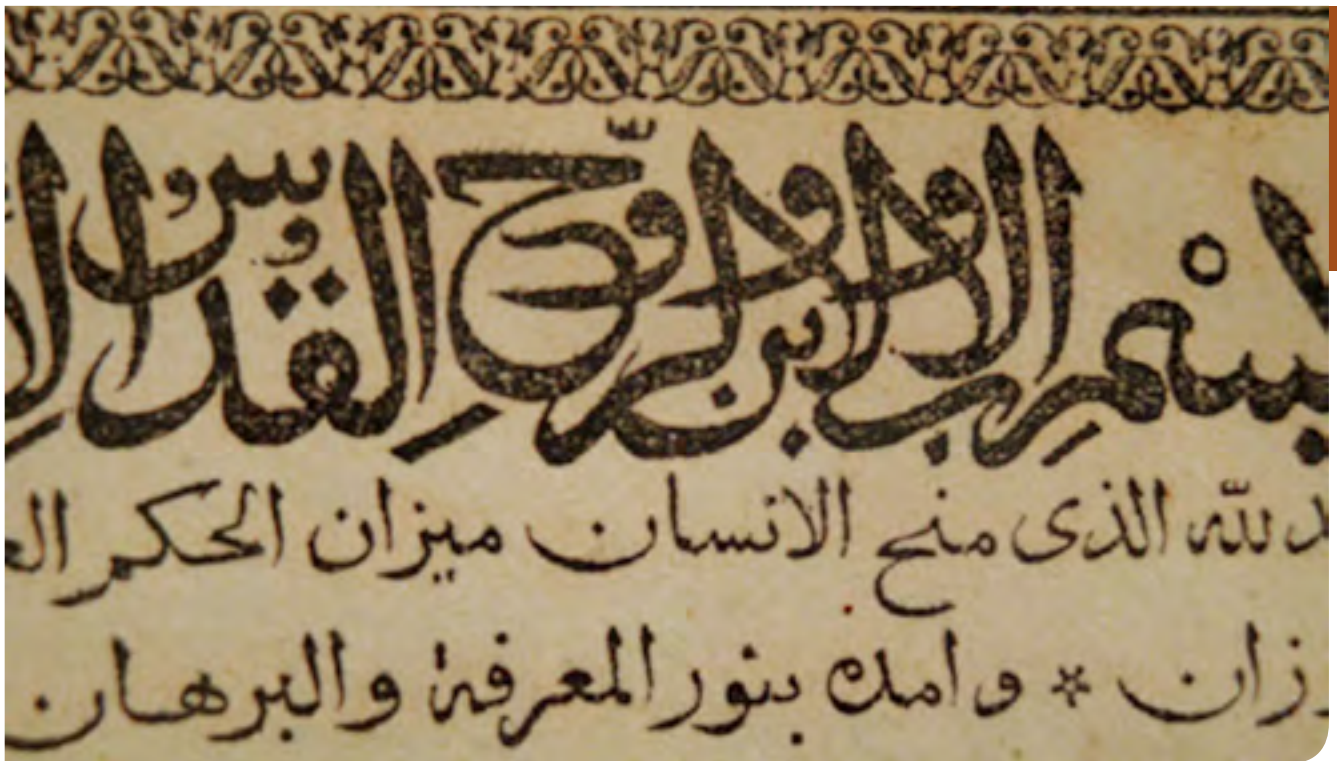 بسم الاب والابن والروح القدس
لله الذى منح الانسان ميزان الحكم
وامده بنور المعرفة والبرهان